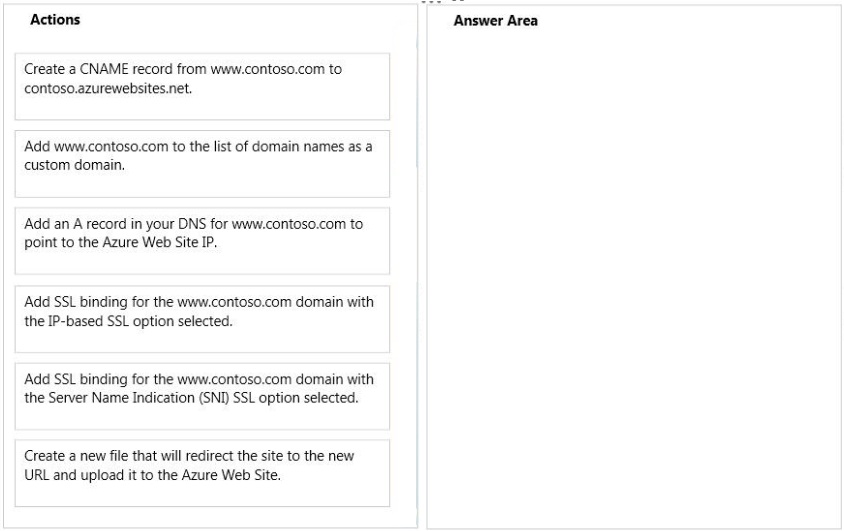 Actions
Create a CNAME record from www.contoso.com to
contoso.azurewebsites.net.
Add www.contoso.com to the list of domain names as a
custom domain.
Add an A record in your DNS for www.contoso.com to
point to the Azure Web Site IP.
Add SSL binding for the www.contoso.com domain with
the IP-based SSL option selected.
Add SSL binding for the www.contoso.com domain with
the Server Name Indication (SNI) SSL option selected.
Create a new file that will redirect the site to the new
URL and upload it to the Azure Web Site.
Answer Area